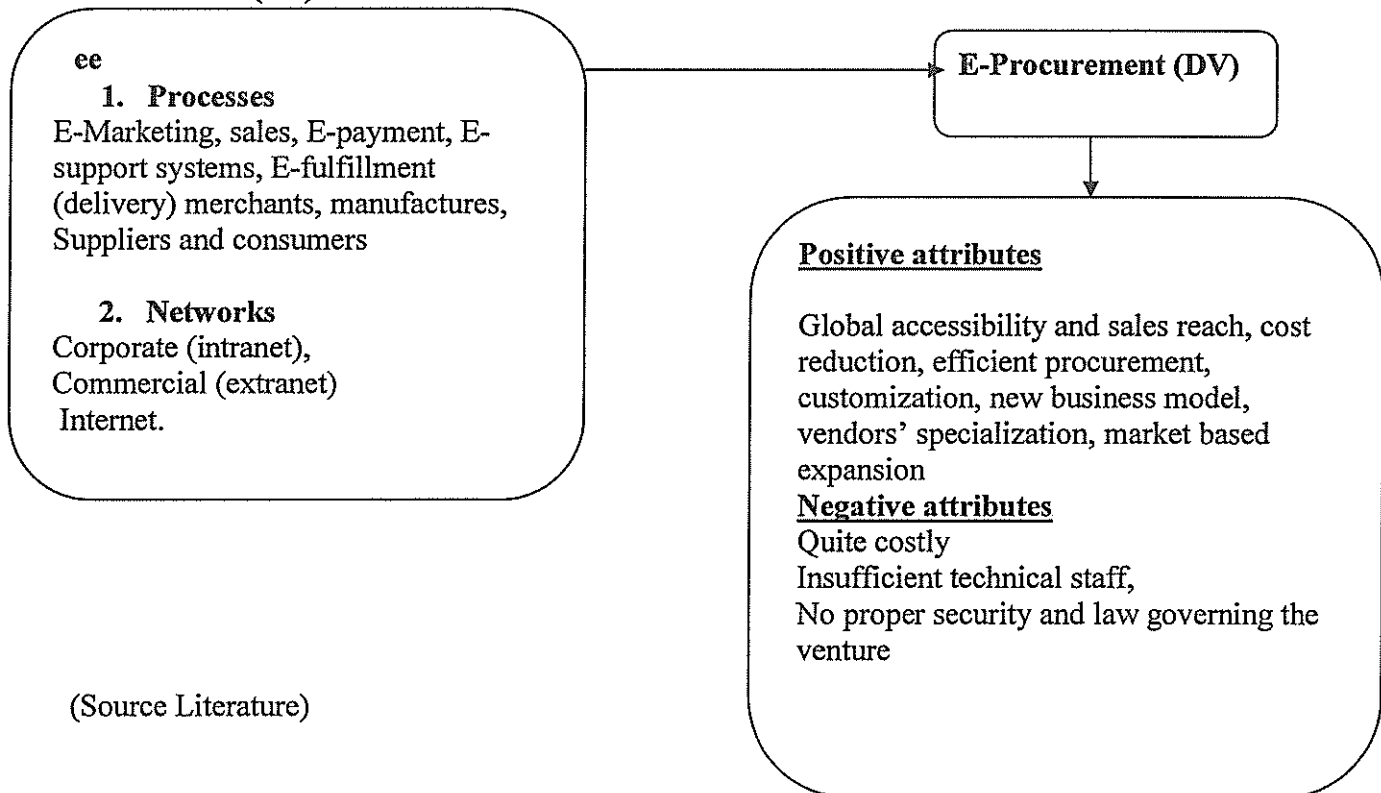 ee
1. Processes
E-Marketing, sales, E-payment, E-
support systems, E-fulfillment
(delivery) merchants, manufactures,
Suppliers and consumers
2. Networks
Corporate (intranet),
Commercial (extranet)
Internet.
E-Procurement (DV)
Positive attributes
Global accessibility and sales reach, cost
reduction, efficient procurement,
customization, new business model,
vendors’ specialization, market based
expansion
Negative attributes
Quite costly
Insufficient technical staff,
No proper security and law governing the
venture
(Source Literature)